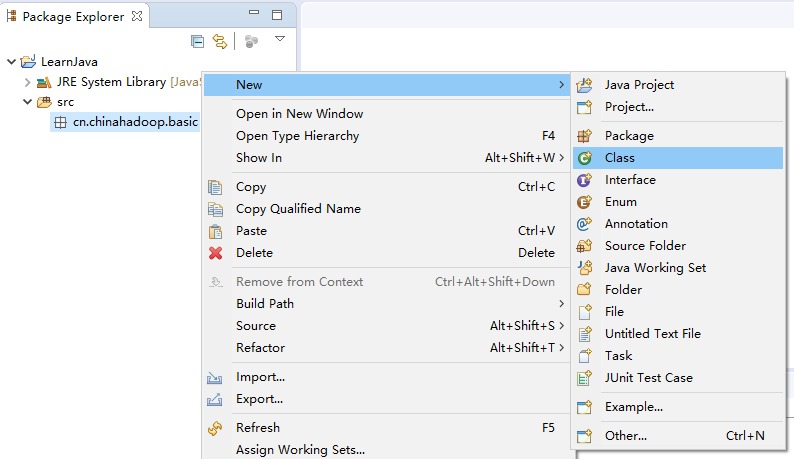 Package Explorer
LearnJava
JRE System Library [JavaS
src
cn.chinahadoop.basic
New
Open in New Window
Open Type Hierarchy F4
Show In Alt+Shift+W
Copy Ctrl+C
Copy Qualified Name
Paste Ctrl+V
Delete Delete
Remove from Context Ctrl+Alt+Shift+Down
Build Path
Source Alt+Shift+S
Refactor Alt+Shift+T
Import...
Export...
Refresh F5
Assign Working Sets...
Java Project
Project...
Package
Class
Interface
Enum
Annotation
Source Folder
Java Working Set
Folder
File
Untitled Text File
Task
JUnit Test Case
Example...
Other... Ctrl+N